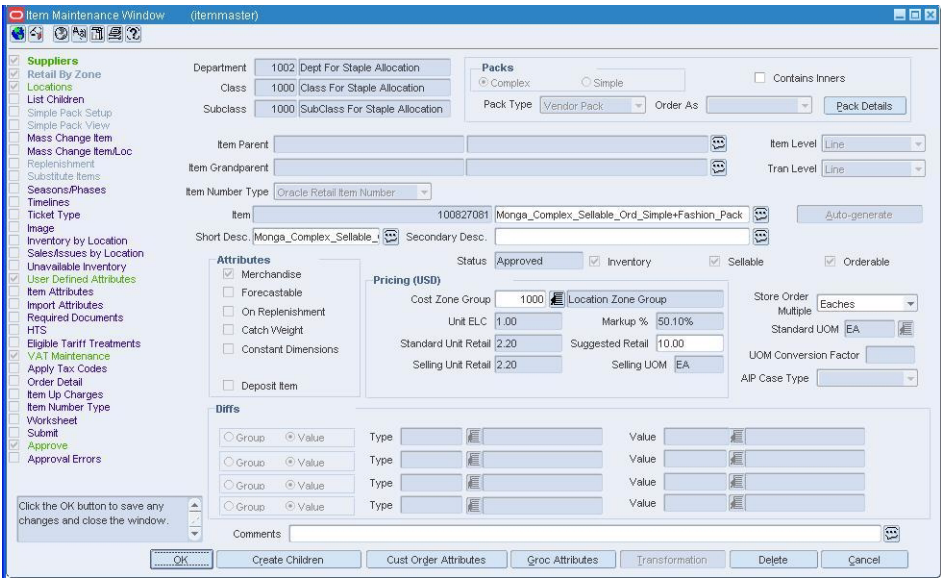 Item Maintenance Window (itemmaster)
Suppliers
Retail By Zone
Locations
List Children
Simple Pack Setup
Simple Pack View
Mass Change Item
Mass Change Item/Loc
Replenishment
Substitute Items
Seasons/Phases
Timelines
Ticket Type
Image
Inventory by Location
Sales/Issues by Location
Unavailable Inventory
User Defined Attributes
Item Attributes
Import Attributes
Required Documents
HTS
Eligible Tariff Treatments
VAT Maintenance
Apply Tax Codes
Order Detail
Item Up Charges
Item Number Type
Worksheet
Submit
Approve
Approval Errors
Click the OK button to save any
changes and close the window.
Department 1002 Dept For Staple Allocation
Class 1000 Class For Staple Allocation
Subclass 1000 SubClass For Staple Allocation
Packs
Complex Simple
Pack Type Vendor Pack Order As
Contains Inners
Pack Details
Item Parent
Item Grandparent
Item Level Line
Tran Level Line
Item Number Type Oracle Retail Item Number
Item 100827081 Monga_Complex_Sellable_Ord_Simple+Fashion_Pack Auto-generate
Short Desc. Monga_Complex_Sellable_ Secondary Desc.
Status Approved Inventory Sellable Orderable
Attributes
Merchandise
Forecastable
On Replenishment
Catch Weight
Constant Dimensions
Deposit Item
Pricing (USD)
Cost Zone Group 1000 Location Zone Group
Unit ELC 1.00 Markup % 50.10%
Standard Unit Retail 2.20 Suggested Retail 10.00
Selling Unit Retail 2.20 Selling UOM EA
Store Order
Multiple Eaches
Standard UOM EA
UOM Conversion Factor
AIP Case Type
Diffs
Group Value Type Value
Group Value Type Value
Group Value Type Value
Group Value Type Value
Comments
OK Create Children Cust Order Attributes Groc Attributes Transformation Delete Cancel